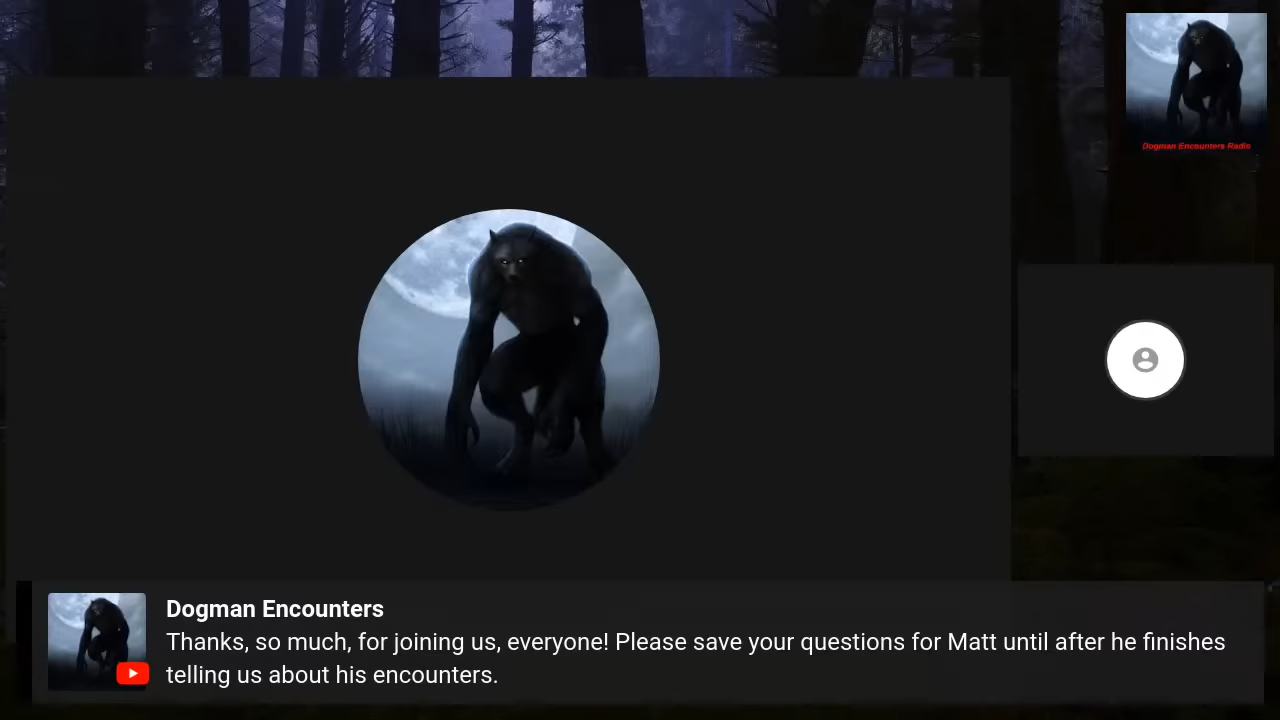 Dogman Encounters Radio
Dogman Encounters
Thanks, so much, for joining us, everyone! Please save your questions for Matt until after he finishes
telling us about his encounters.